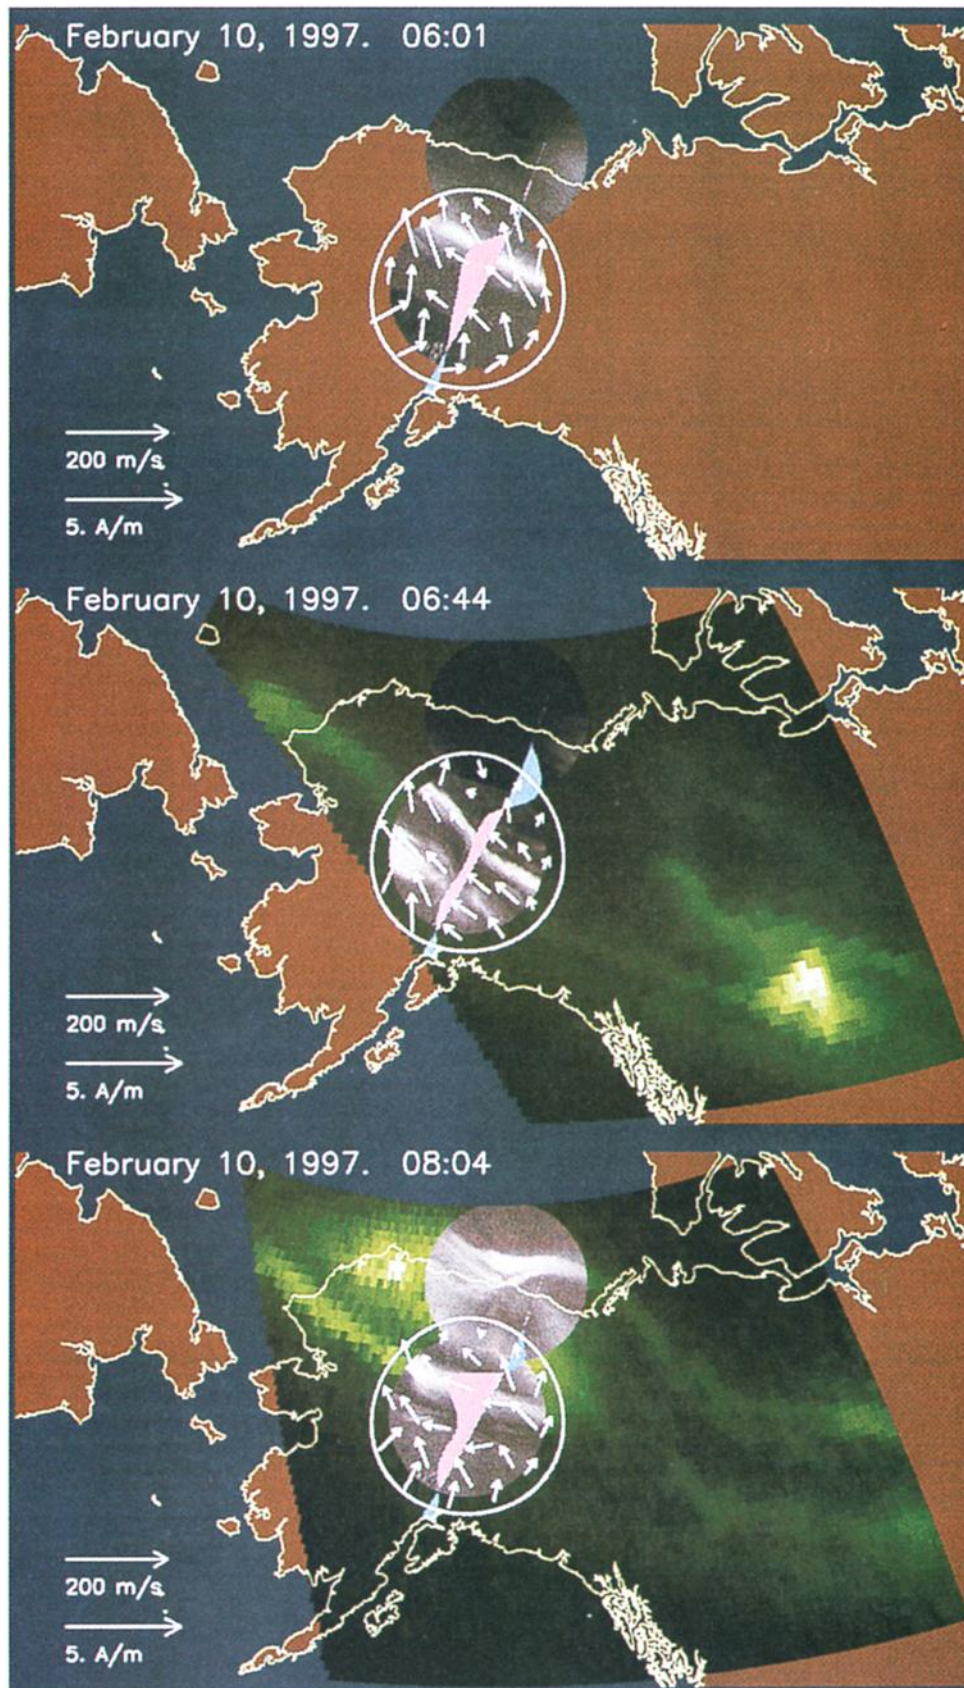 February 10, 1997.  06:01
200 m/s
5. A/m
February 10, 1997.  06:44
200 m/s
5. A/m
February 10, 1997.  08:04
200 m/s
5. A/m